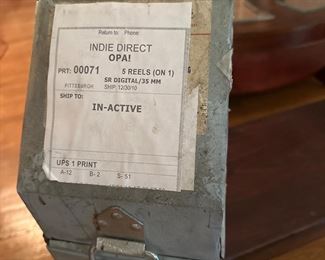 Return to: Phone:
INDIE DIRECT
OPA!
PRT: 00071 5 REELS (ON 1)
SR DIGITAL/35 MM
PITTSBURGH SHIP: 12/30/10
SHIP TO:
IN-ACTIVE
UPS 1 PRINT
A-12 B-2 S-51